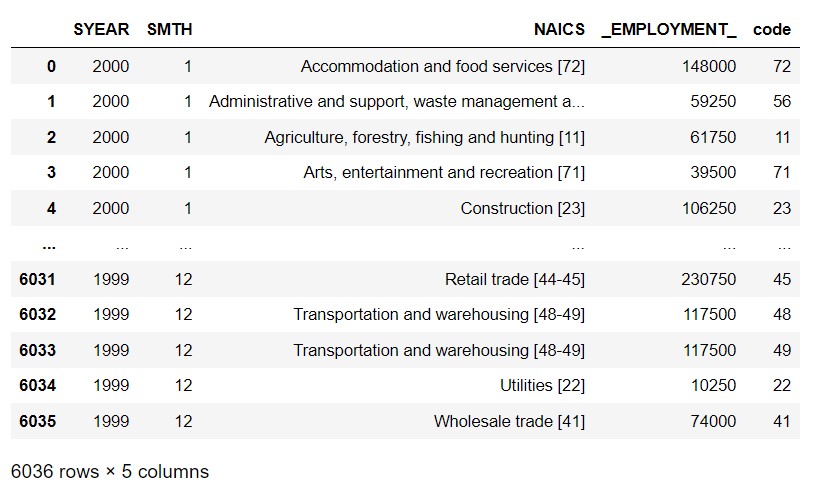 SYEAR SMTH NAICS _EMPLOYMENT_ code
0 2000 1 Accommodation and food services [72] 148000 72
1 2000 1 Administrative and support, waste management a... 59250 56
2 2000 1 Agriculture, forestry, fishing and hunting [11] 61750 11
3 2000 1 Arts, entertainment and recreation [71] 39500 71
4 2000 1 Construction [23] 106250 23
... ... ... ... ... ...
6031 1999 12 Retail trade [44-45] 230750 45
6032 1999 12 Transportation and warehousing [48-49] 117500 48
6033 1999 12 Transportation and warehousing [48-49] 117500 49
6034 1999 12 Utilities [22] 10250 22
6035 1999 12 Wholesale trade [41] 74000 41
6036 rows × 5 columns